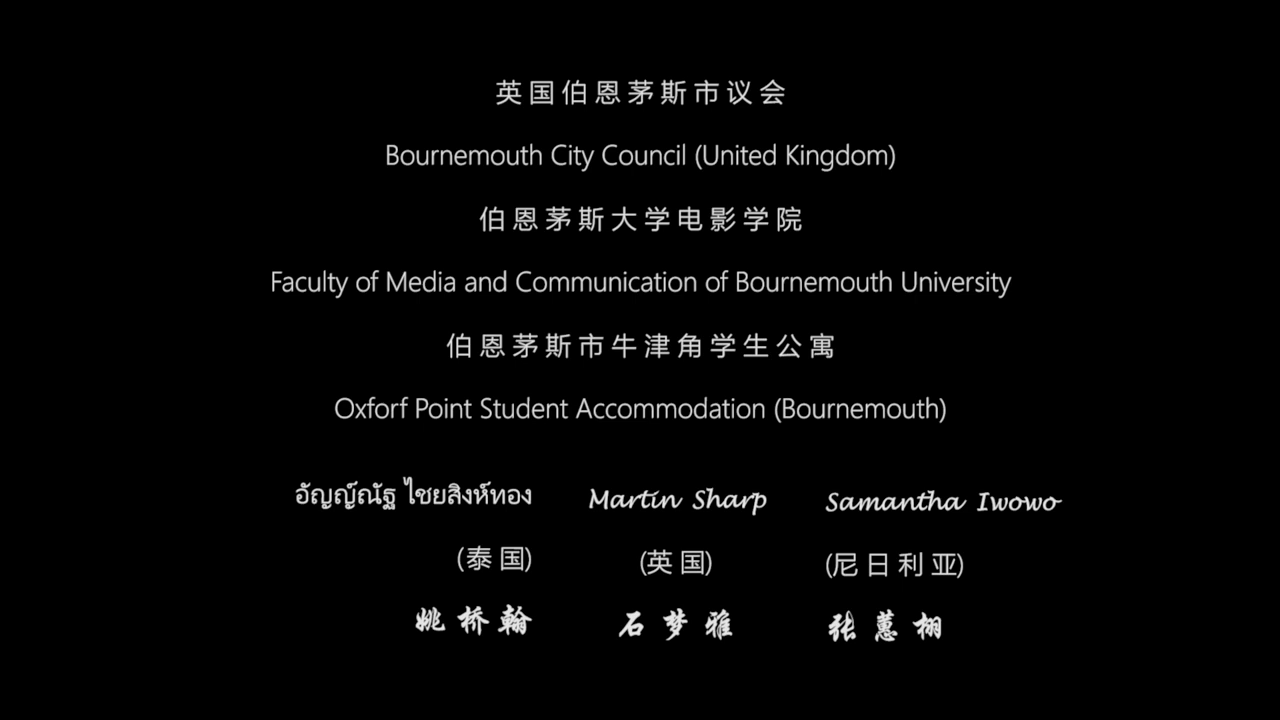 英国伯恩茅斯市议会
Bournemouth City Council (United Kingdom)
伯恩茅斯大学电影学院
Faculty of Media and Communication of Bournemouth University
伯恩茅斯市牛津角学生公寓
Oxforf Point Student Accommodation (Bournemouth)
อัญญ์ณัฐ ไชยสิงห์ทอง Martin Sharp Samantha Iwowo
(泰国) (英国) (尼日利亚)
姚桥翰 石梦雅 张蕙栩